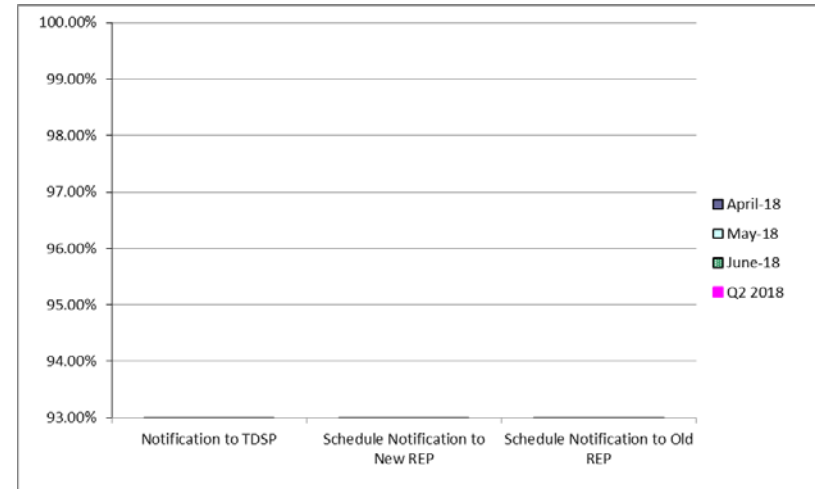 100.00%
99.00%
98.00%
97.00%
96.00%
95.00%
94.00%
93.00%
Notification to TDSP
Schedule Notification to
New REP
Schedule Notification to Old
REP
April-18
May-18
June-18
Q2 2018